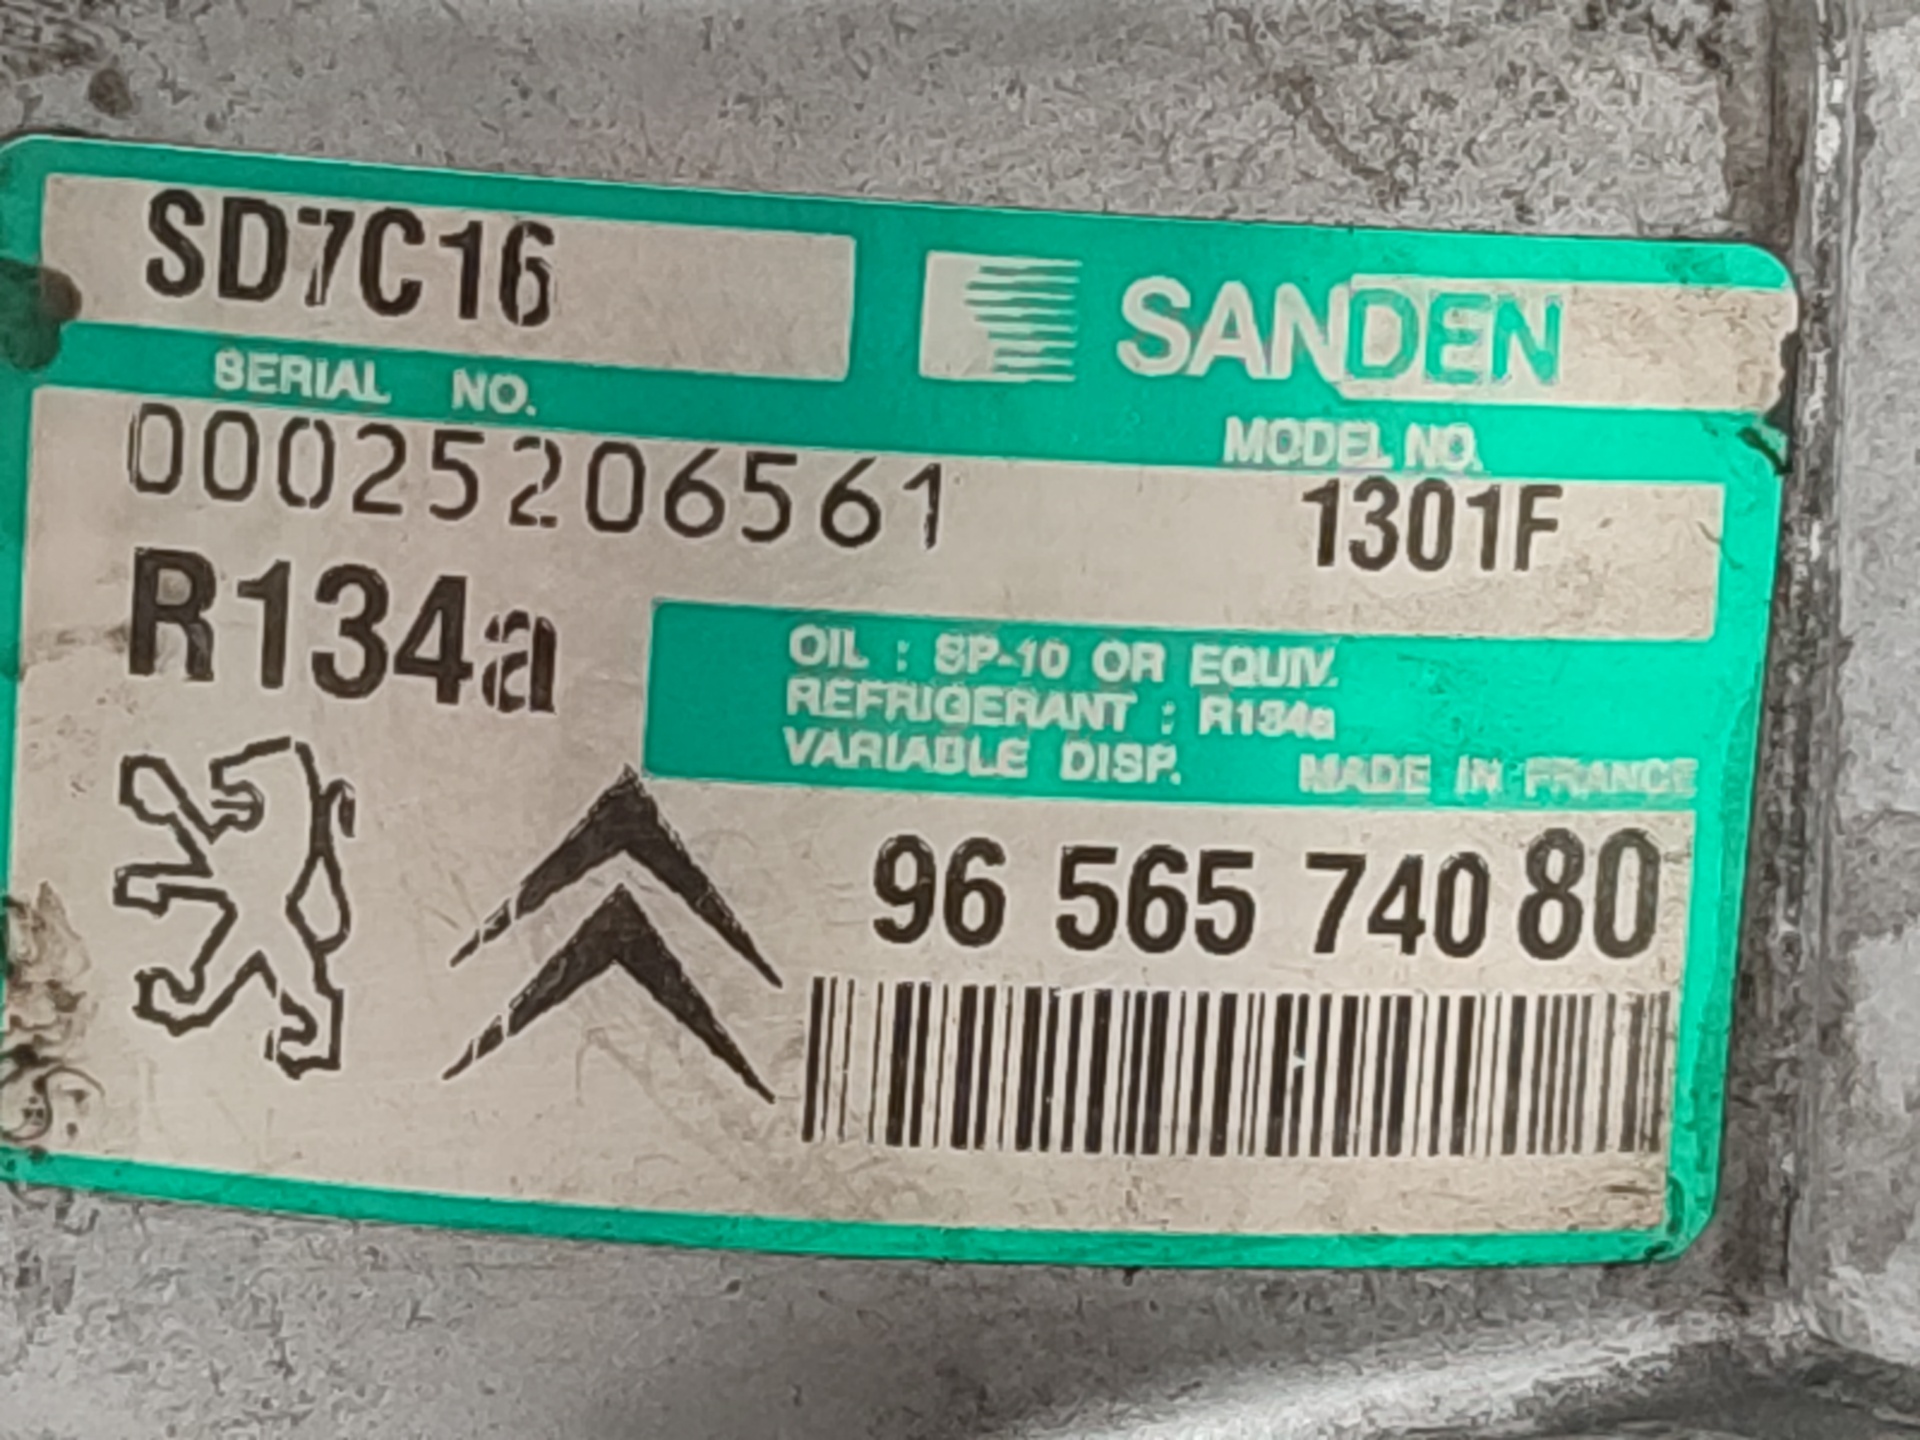 SD7C16
SANDEN
SERIAL NO.
MODEL NO.
00025206561
1301F
R134a
OIL : SP-10 OR EQUIV.
REFRIGERANT : R134a
VARIABLE DISP.
MADE IN FRANCE
96 565 740 80